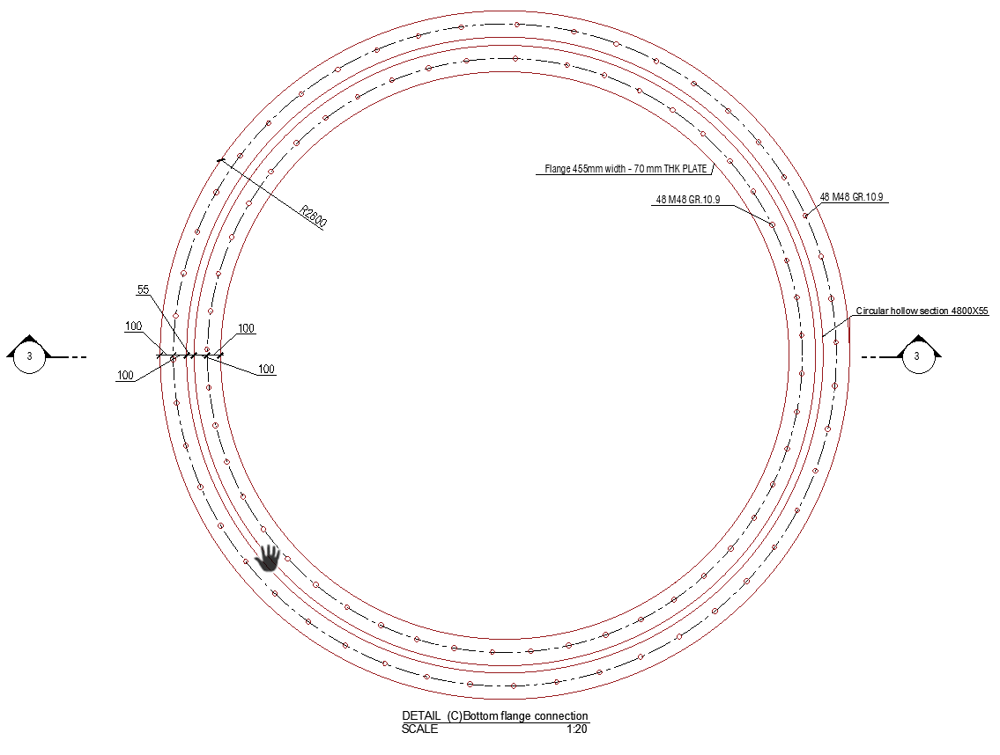 Flange 455mm width - 70 mm THK PLATE
48 M48 GR.10.9
48 M48 GR.10.9
R2600
55
Circular hollow section 4800X55
100
100
3
3
100
100
DETAIL (C)Bottom flange connection
SCALE 1:20